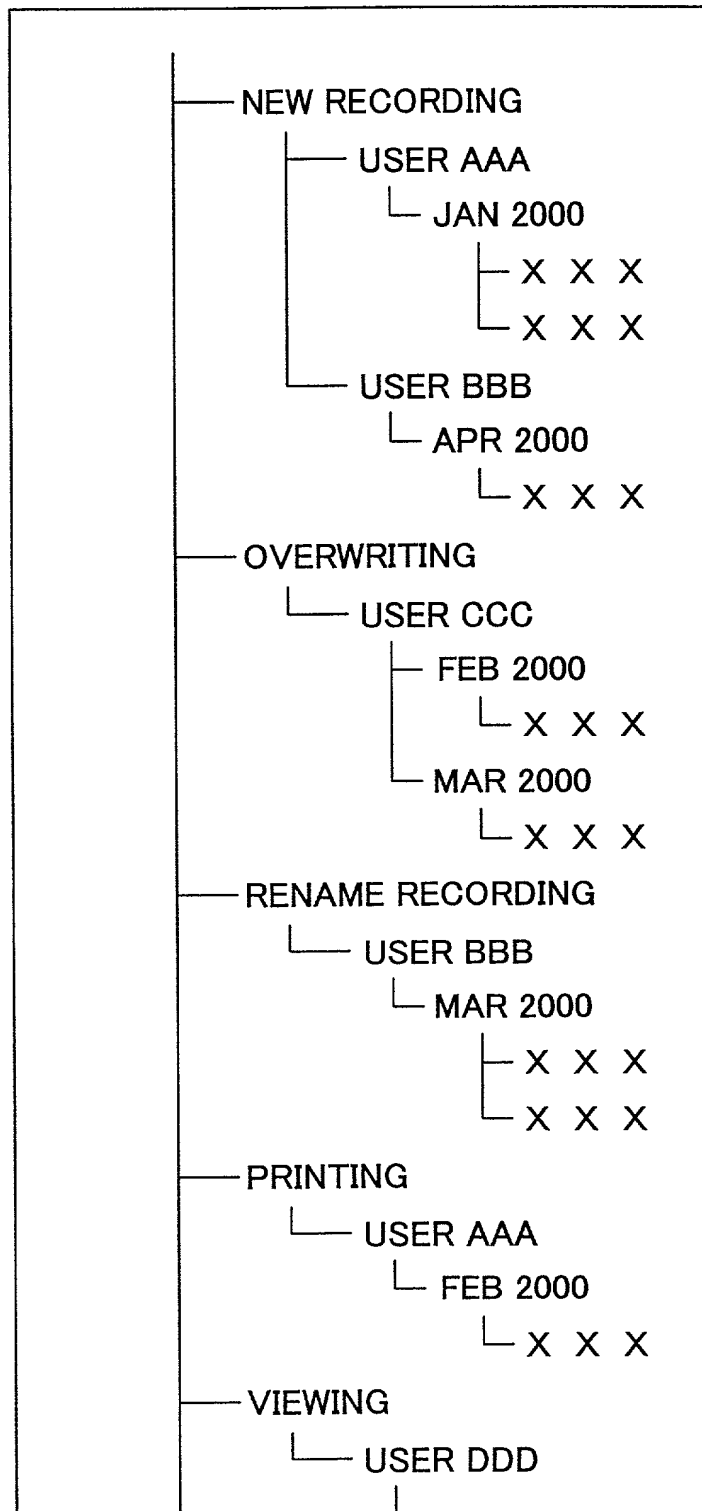 NEW RECORDING
USER AAA
JAN 2000
X X X
X X X
USER BBB
APR 2000
X X X
OVERWRITING
USER CCC
FEB 2000
X X X
MAR 2000
X X X
RENAME RECORDING
USER BBB
MAR 2000
X X X
X X X
PRINTING
USER AAA
FEB 2000
X X X
VIEWING
USER DDD